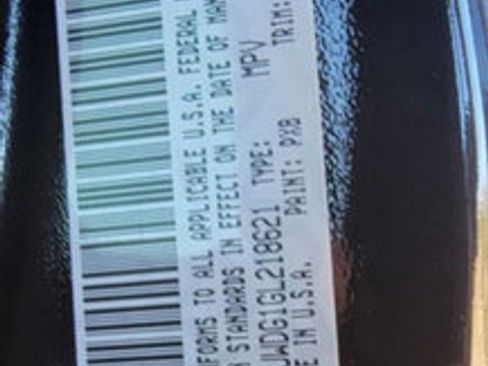 FORMS TO ALL APPLICABLE U.S.A. FEDERAL
STANDARDS IN EFFECT ON THE DATE OF MAN
JWDG1GL218621 TYPE: MPV
E IN U.S.A. PAINT: PXB TRIM: